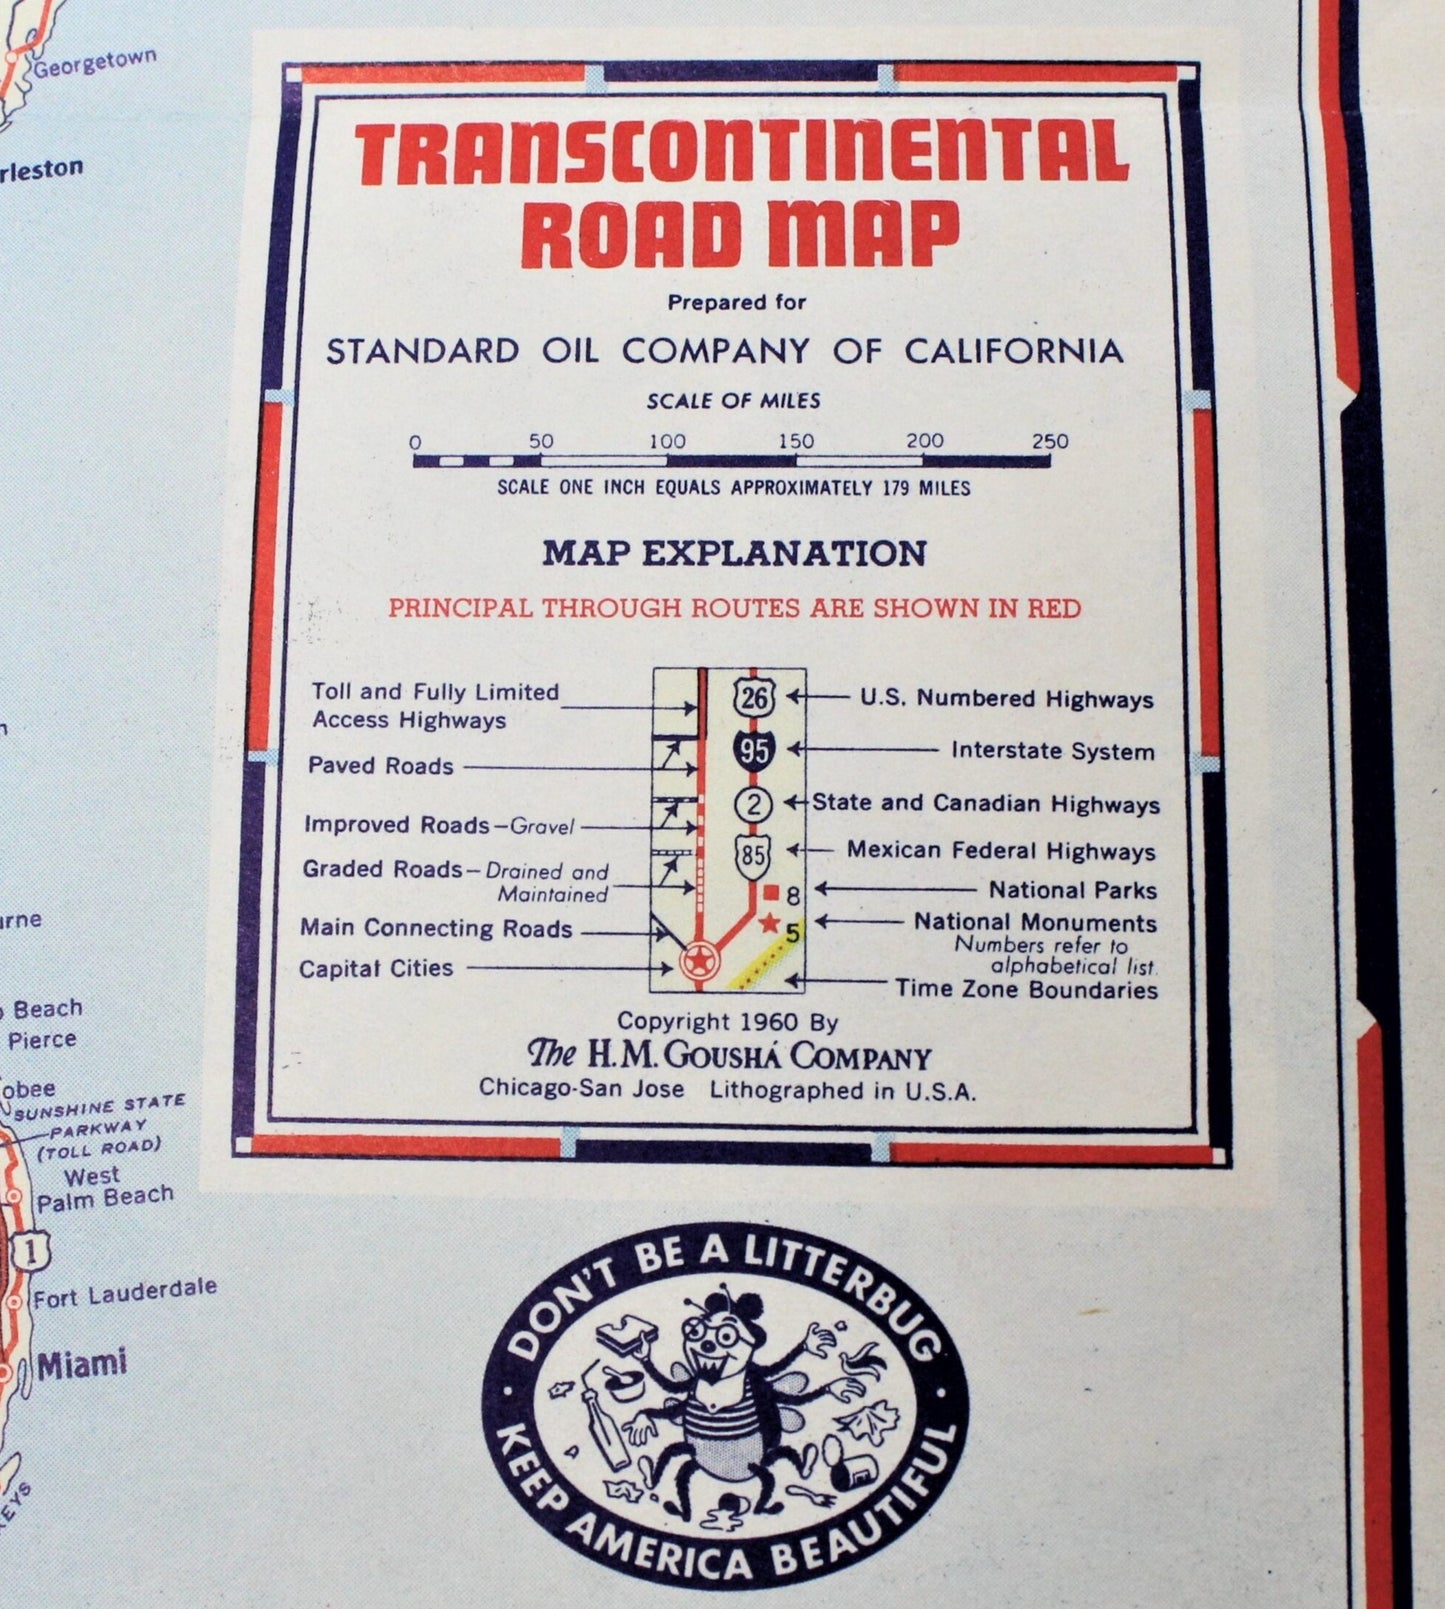 Georgetown
TRANSCONTINENTAL
ROAD MAP
Prepared for
STANDARD OIL COMPANY OF CALIFORNIA
SCALE OF MILES
0 50 100 150 200 250
SCALE ONE INCH EQUALS APPROXIMATELY 179 MILES
MAP EXPLANATION
PRINCIPAL THROUGH ROUTES ARE SHOWN IN RED
Toll and Fully Limited
Access Highways
Paved Roads
Improved Roads–Gravel
Graded Roads–Drained and
Maintained
Main Connecting Roads
Capital Cities
26
95
2
85
8
5
U.S. Numbered Highways
Interstate System
State and Canadian Highways
Mexican Federal Highways
National Parks
National Monuments
Numbers refer to
alphabetical list.
Time Zone Boundaries
Copyright 1960 By
The H.M. GOUSHÁ COMPANY
Chicago-San Jose Lithographed in U.S.A.
rleston
urne
Beach
Pierce
obee
SUNSHINE STATE
PARKWAY
(TOLL ROAD)
West
Palm Beach
1
Fort Lauderdale
Miami
KEYS
DON'T BE A LITTERBUG
KEEP AMERICA BEAUTIFUL